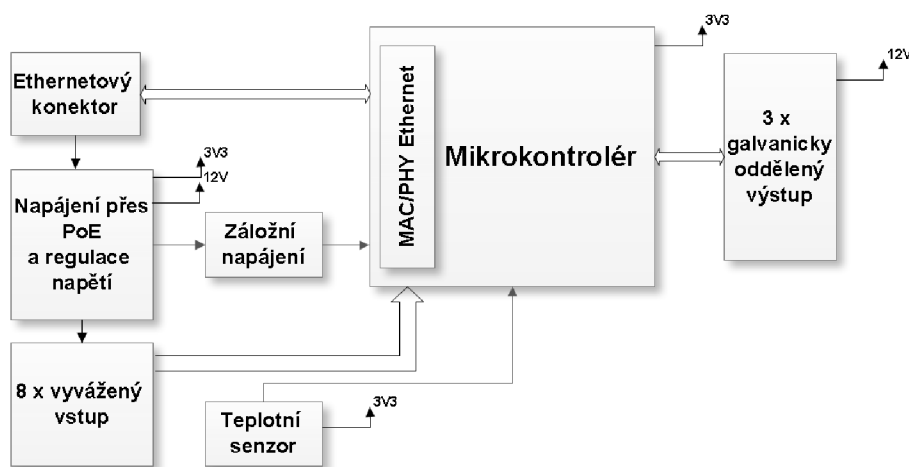 Ethernetový
konektor
3V3
12V
Napájení přes
PoE
a regulace
napětí
Záložní
napájení
8 x vyvážený
vstup
Teplotní
senzor
3V3
MAC/PHY Ethernet
Mikrokontrolér
3V3
3 x
galvanicky
oddělený
výstup
12V